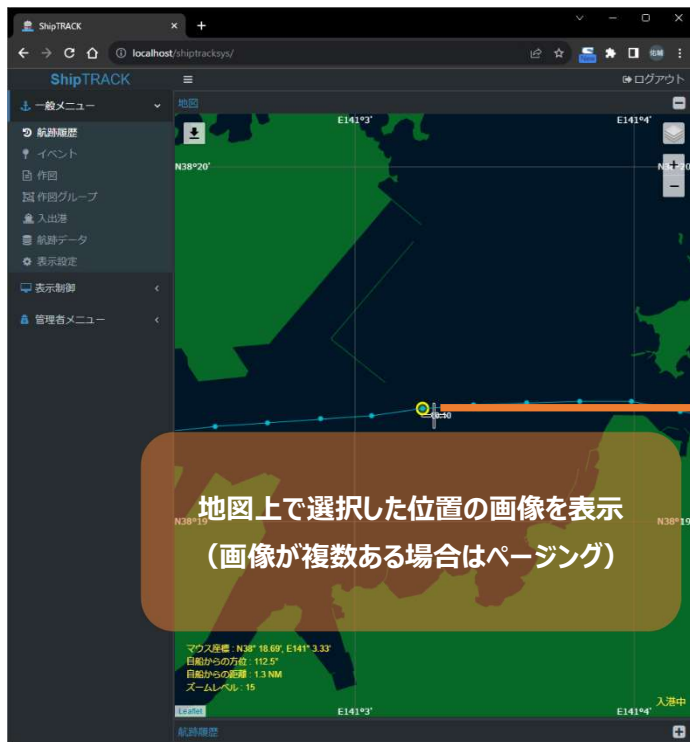 ShipTRACK
localhost/shiptracksys/
ShipTRACK
ログアウト
一般メニュー
地図
航跡履歴
イベント
作図
作図グループ
入出港
航跡データ
表示設定
表示制御
管理者メニュー
E141°3'
E141°4'
N38°20'
地図上で選択した位置の画像を表示
（画像が複数ある場合はページング）
N38°19
N38°19
マウス座標 : N38° 18.69', E141° 3.33'
自船からの方位 : 112.5°
自船からの距離 : 1.3 NM
ズームレベル : 15
入港中
Leaflet
E141°3'
E141°4'
航跡履歴